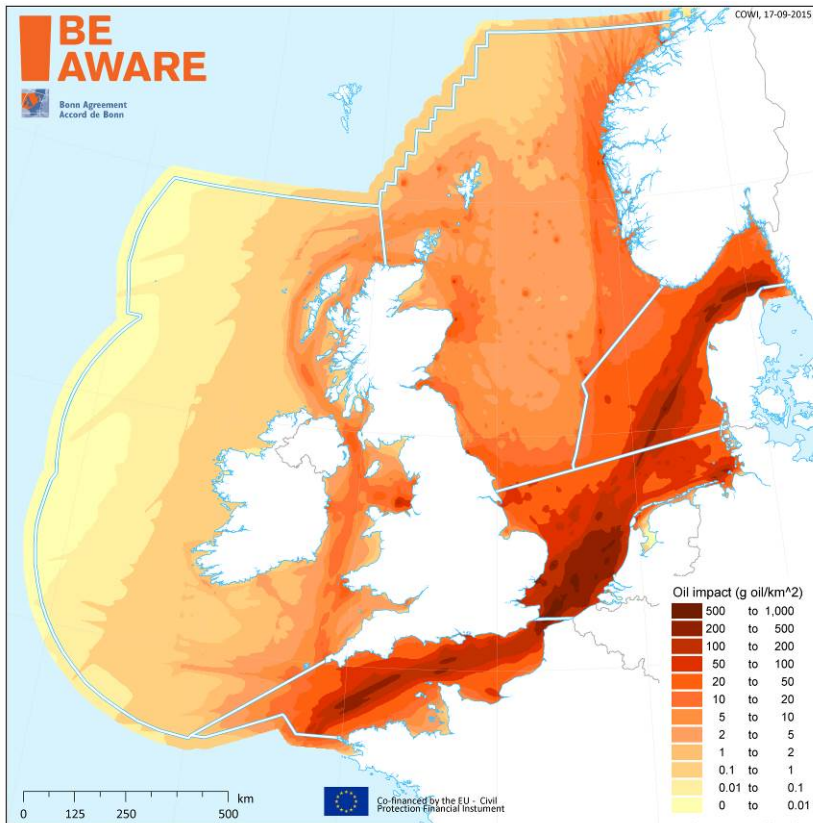 COWI, 17-09-2015
BE
AWARE
Bonn Agreement
Accord de Bonn
Oil impact (g oil/km^2)
500 to 1,000
200 to 500
100 to 200
50 to 100
20 to 50
10 to 20
5 to 10
2 to 5
1 to 2
0.1 to 1
0.01 to 0.1
0 to 0.01
km
0 125 250 500
Co-financed by the EU - Civil
Protection Financial Instument